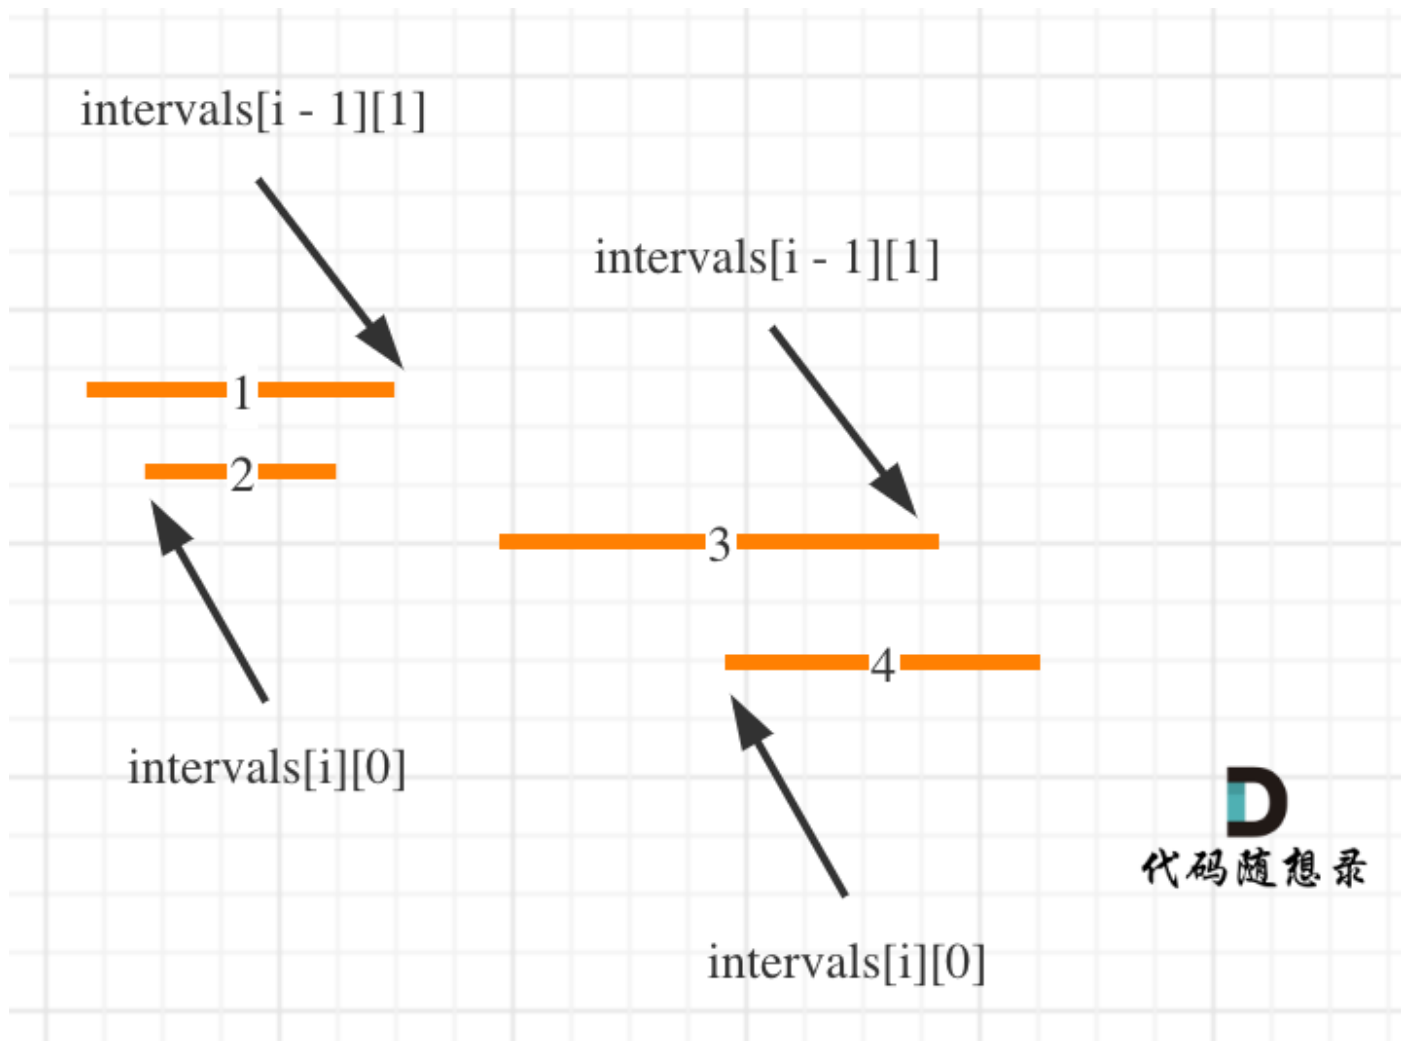 intervals[i - 1][1]
intervals[i - 1][1]
1
2
3
4
intervals[i][0]
intervals[i][0]
代码随想录